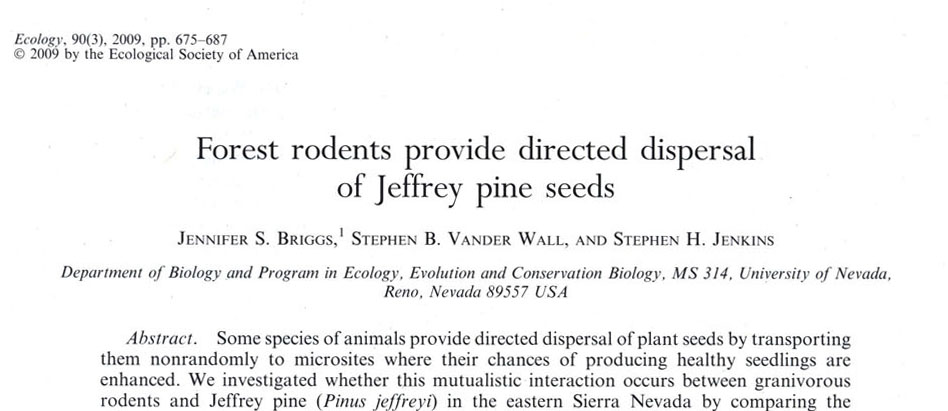 Ecology, 90(3), 2009, pp. 675–687
© 2009 by the Ecological Society of America
Forest rodents provide directed dispersal
of Jeffrey pine seeds
JENNIFER S. BRIGGS,1 STEPHEN B. VANDER WALL, AND STEPHEN H. JENKINS
Department of Biology and Program in Ecology, Evolution and Conservation Biology, MS 314, University of Nevada,
Reno, Nevada 89557 USA
Abstract. Some species of animals provide directed dispersal of plant seeds by transporting
them nonrandomly to microsites where their chances of producing healthy seedlings are
enhanced. We investigated whether this mutualistic interaction occurs between granivorous
rodents and Jeffrey pine (Pinus jeffreyi) in the eastern Sierra Nevada by comparing the